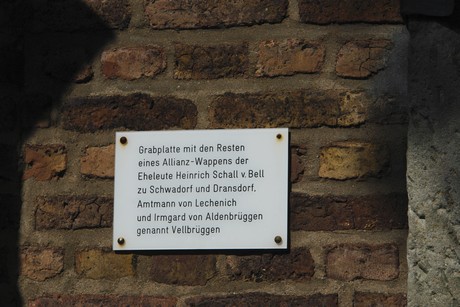 Grabplatte mit den Resten
eines Allianz-Wappens der
Eheleute Heinrich Schall v. Bell
zu Schwadorf und Dransdorf,
Amtmann von Lechenich
und Irmgard von Aldenbrüggen
genannt Vellbrüggen